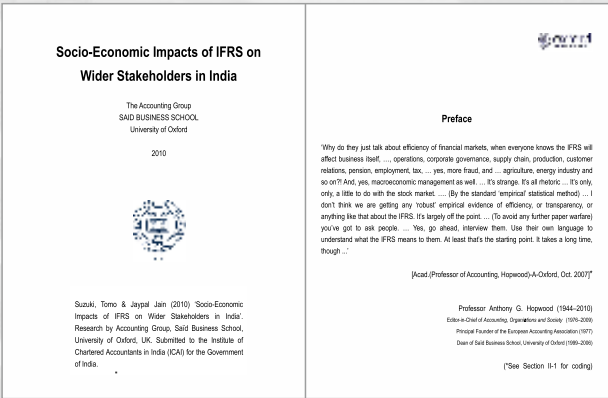 Socio-Economic Impacts of IFRS on
Wider Stakeholders in India
The Accounting Group
SAID BUSINESS SCHOOL
University of Oxford
2010
Suzuki, Tomo & Jaypal Jain (2010) 'Socio-Economic
Impacts of IFRS on Wider Stakeholders in India'.
Research by Accounting Group, Saïd Business School,
University of Oxford, UK. Submitted to the Institute of
Chartered Accountants in India (ICAI) for the Government
of India.
Preface
'Why do they just talk about efficiency of financial markets, when everyone knows the IFRS will
affect business itself, …, operations, corporate governance, supply chain, production, customer
relations, pension, employment, tax, … yes, more fraud, and … agriculture, energy industry and
so on?! And, yes, macroeconomic management as well. … It's strange. It's all rhetoric … It's only,
only, a little to do with the stock market. …. (By the standard 'empirical' statistical method) … I
don't think we are getting any 'robust' empirical evidence of efficiency, or transparency, or
anything like that about the IFRS. It's largely off the point. … (To avoid any further paper warfare)
you've got to ask people. … Yes, go ahead, interview them. Use their own language to
understand what the IFRS means to them. At least that's the starting point. It takes a long time,
though ...'
[Acad.(Professor of Accounting, Hopwood)-A-Oxford, Oct. 2007]*
Professor Anthony G. Hopwood (1944–2010)
Editor-in-Chief of Accounting, Organizations and Society (1976–2009)
Principal Founder of the European Accounting Association (1977)
Dean of Saïd Business School, University of Oxford (1999–2006)
(*See Section II-1 for coding)